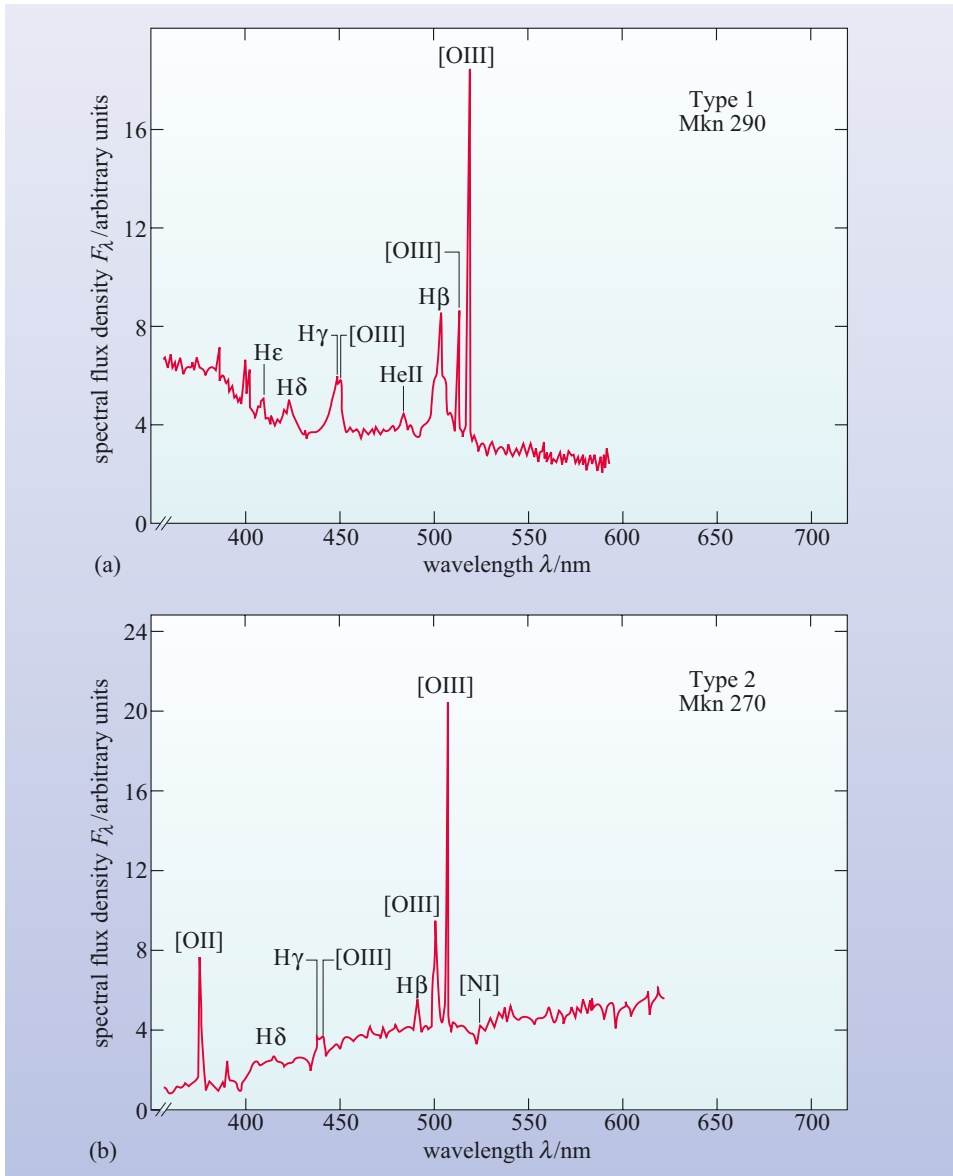 [OIII]
Type 1
Mkn 290
16
spectral flux density Fλ/arbitrary units
12
[OIII]
Hβ
8
Hγ [OIII]
Hε
HeII
Hδ
4
0
400 450 500 550 600 650 700
(a)
wavelength λ/nm
24
Type 2
Mkn 270
[OIII]
20
spectral flux density Fλ/arbitrary units
16
12
[OIII]
[OII]
8
Hγ [OIII]
Hβ [NI]
4
Hδ
0
400 450 500 550 600 650 700
(b)
wavelength λ/nm